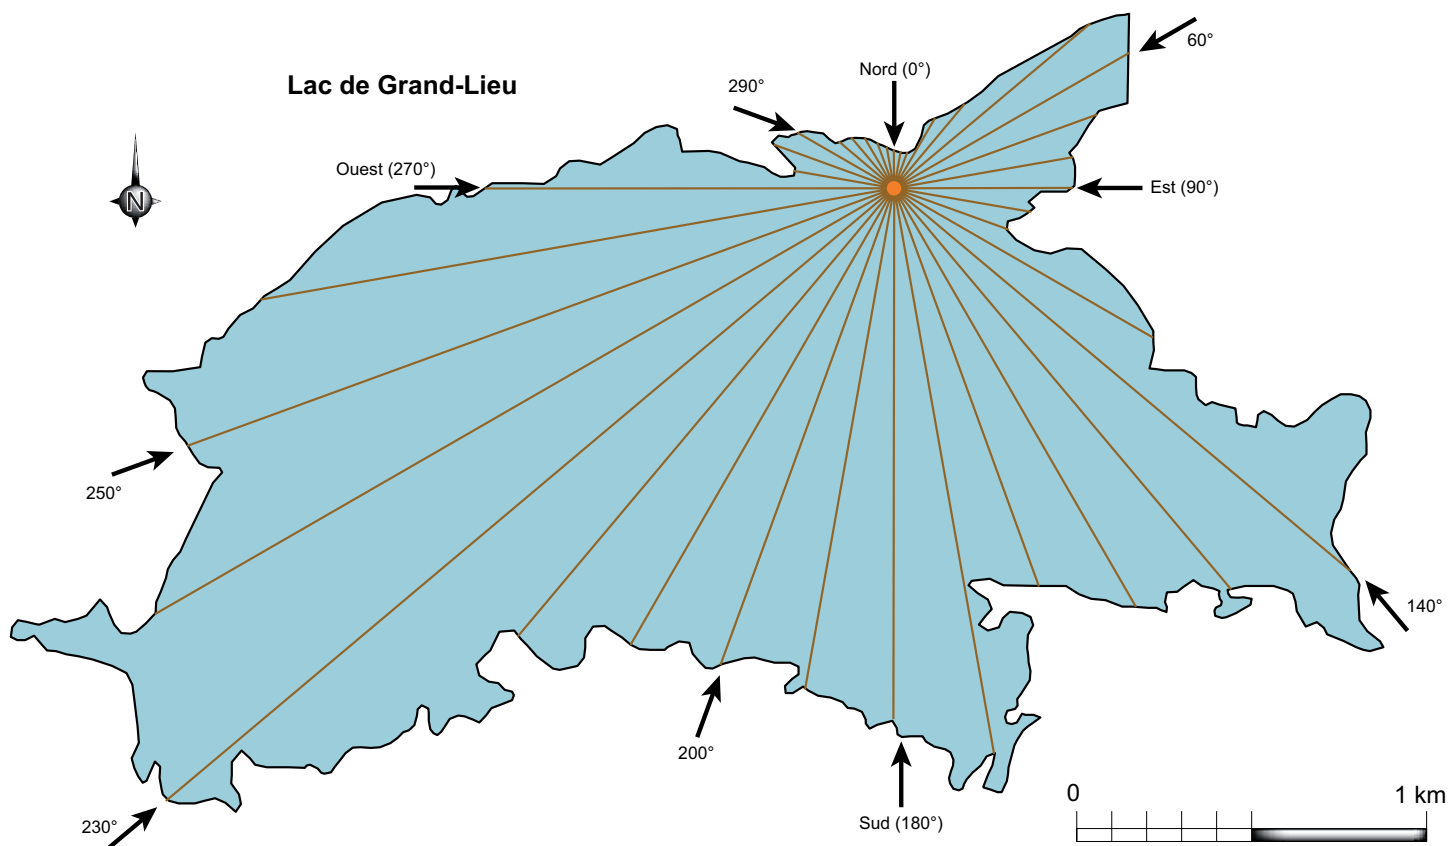 60°
Nord (0°)
Lac de Grand-Lieu
290°
Ouest (270°)
N
Est (90°)
250°
140°
200°
0
1 km
Sud (180°)
230°